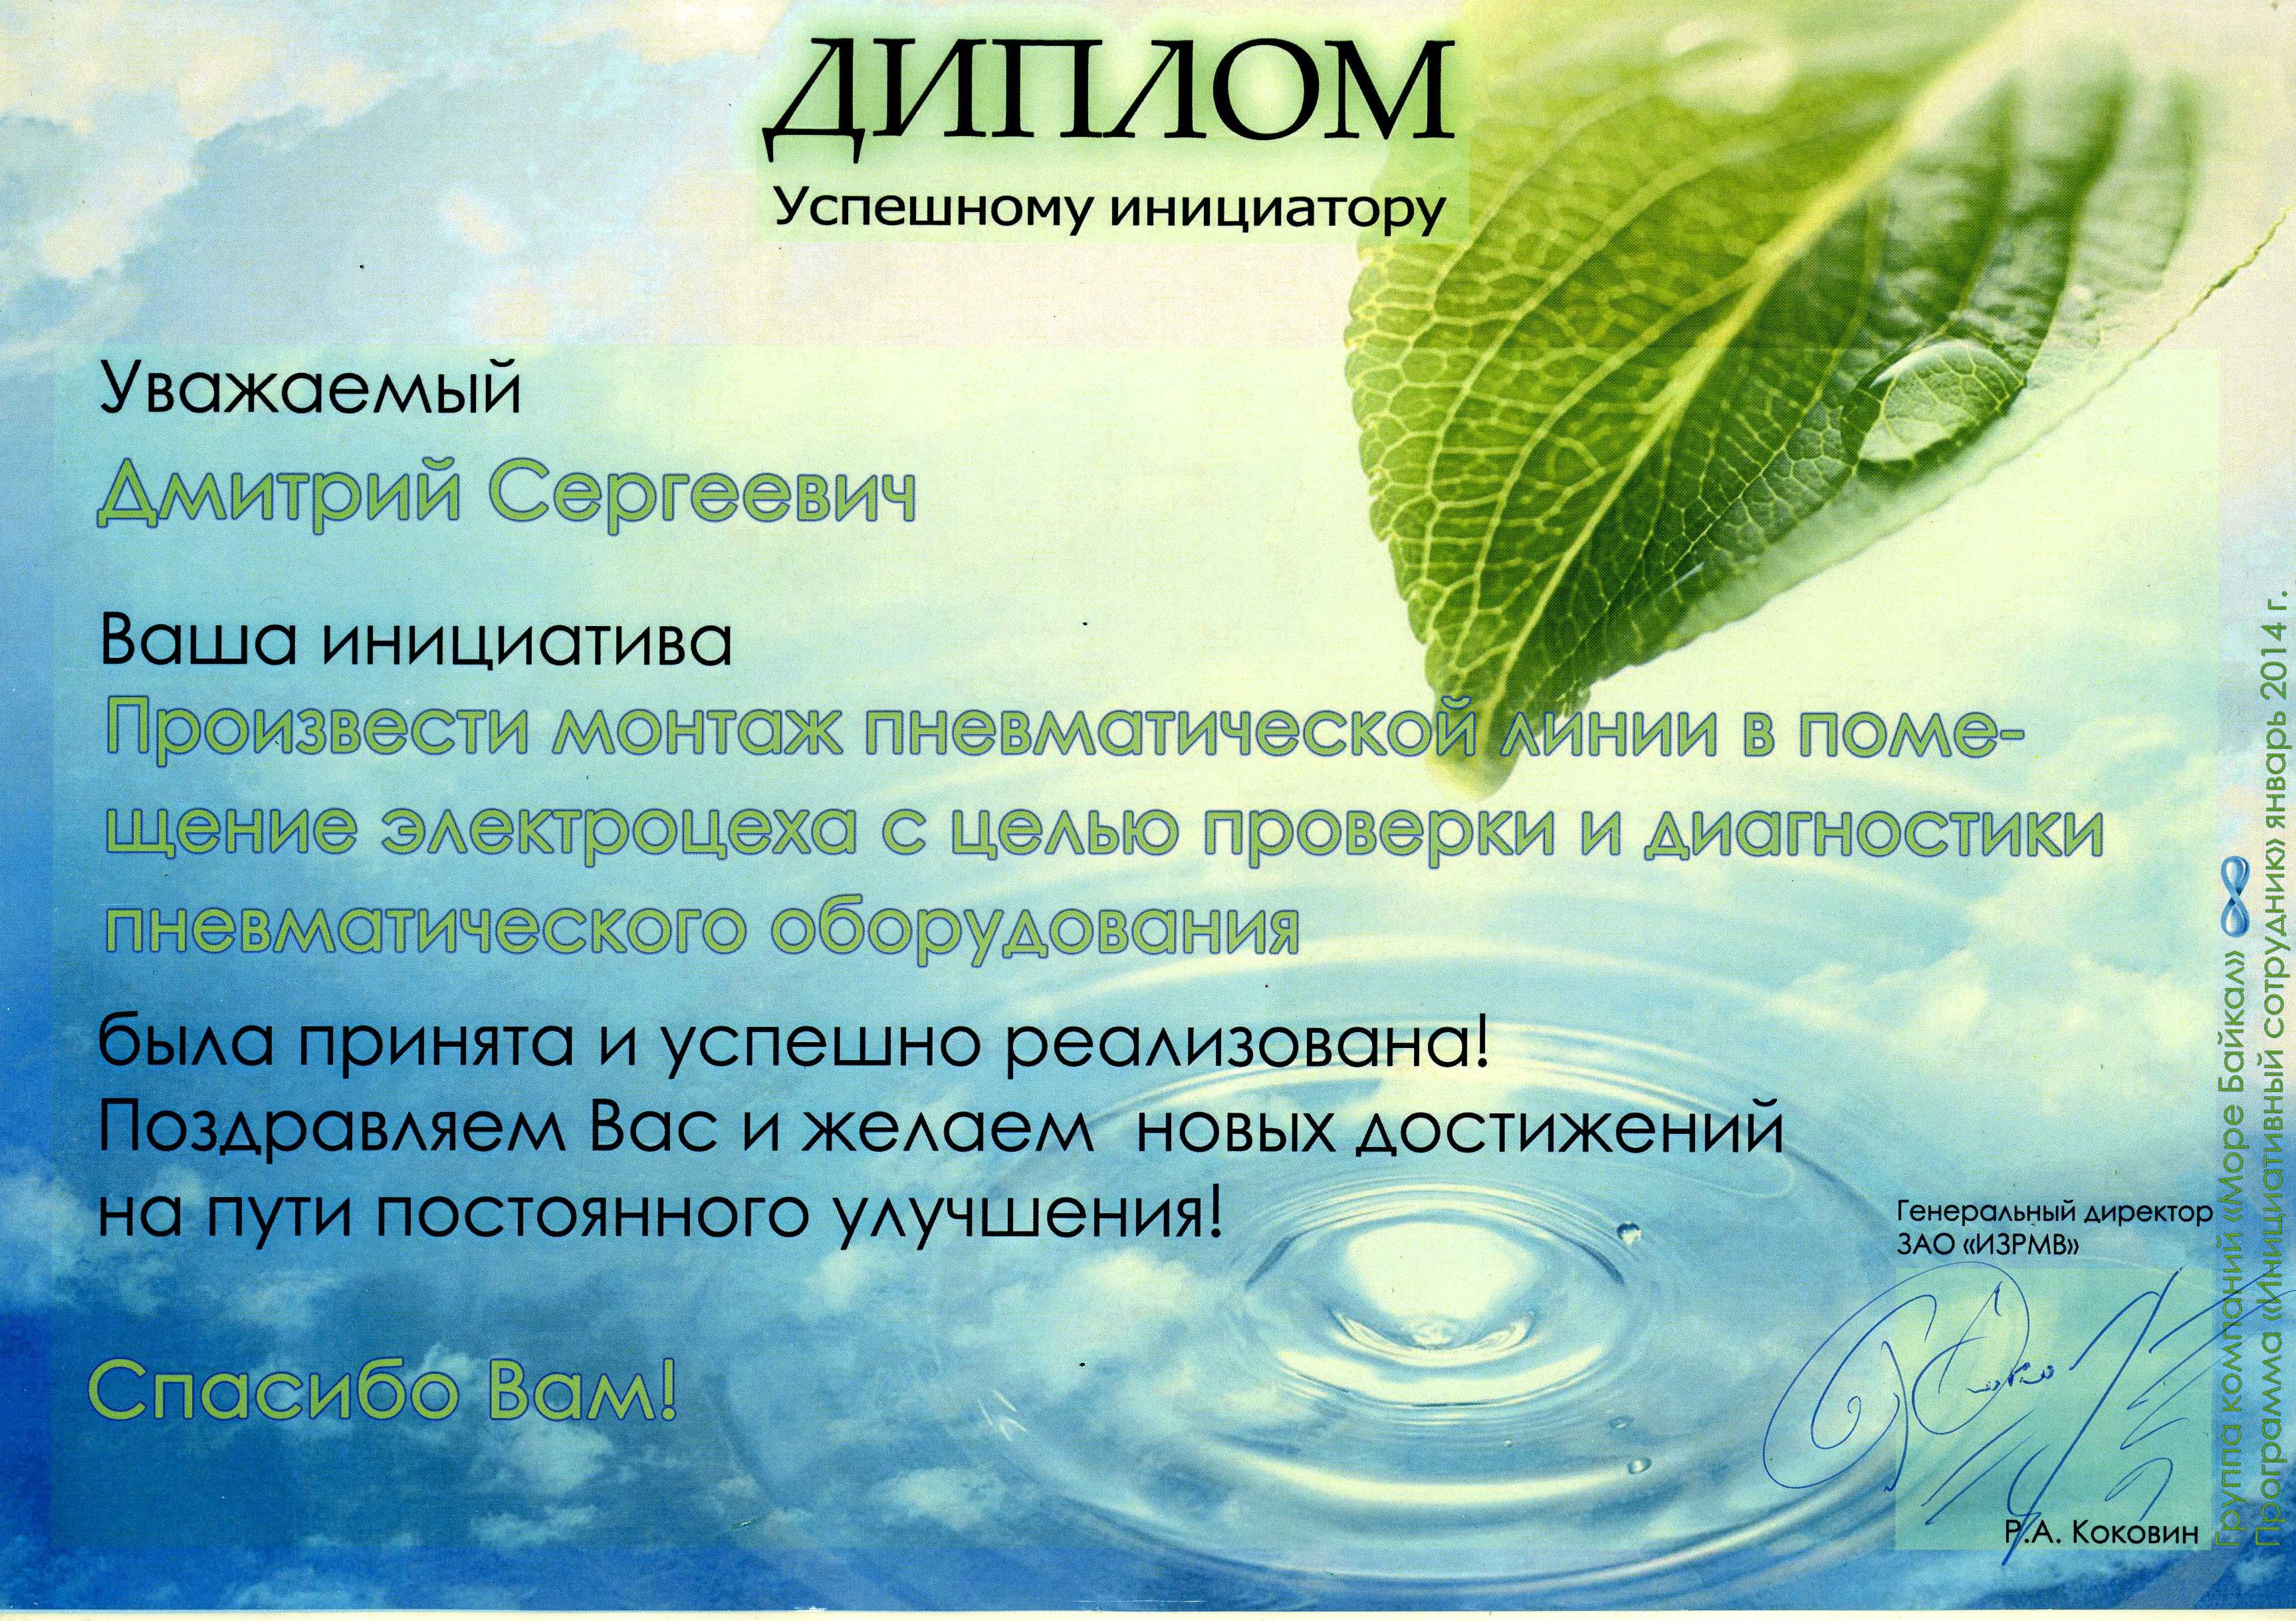 ДИПЛОМ
Успешному инициатору
Уважаемый
Дмитрий Сергеевич
Ваша инициатива
Произвести монтаж пневматической линии в поме-
щение электроцеха с целью проверки и диагностики
пневматического оборудования
была принята и успешно реализована!
Поздравляем Вас и желаем новых достижений
на пути постоянного улучшения!
Спасибо Вам!
Генеральный директор
ЗАО «ИЗРМВ»
Р.А. Коковин
Группа компаний «Море Байкал»
Программа «Инициативный сотрудник» январь 2014 г.